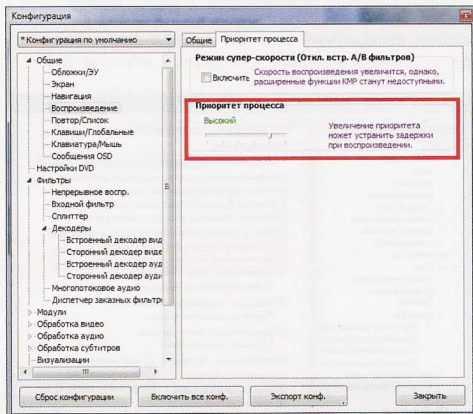 Конфигурация
* Конфигурация по умолчанию
Общие
Обложки/ЭУ
Экран
Навигация
Воспроизведение
Повтор/Список
Клавиши/Глобальные
Клавиатура/Мышь
Сообщения OSD
Настройки DVD
Фильтры
Непрерывное воспр.
Входной фильтр
Сплиттер
Декодеры
Встроенный декодер вид
Сторонний декодер виде
Встроенный декодер ауд
Сторонний декодер ауди
Многопотоковое аудио
Диспетчер заказных фильтр
Модули
Обработка видео
Обработка аудио
Обработка субтитров
Визуализации
Общие Приоритет процесса
Режим супер-скорости (Откл. встр. А/В фильтров)
Включить
Скорость воспроизведения увеличится, однако,
расширенные функции KMP станут недоступными.
Приоритет процесса
Высокий
Увеличение приоритета
может устранить задержки
при воспроизведении.
Сброс конфигурации Включить все конф. Экспорт конф. Закрыть